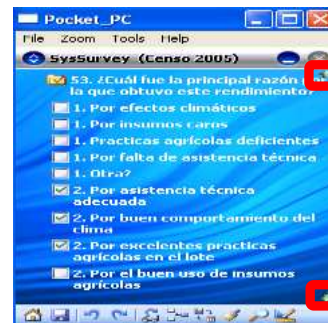 Pocket_PC
File Zoom Tools Help
SysSurvey (Censo 2005)
53. ¿Cuál fue la principal razón
la que obtuvo este rendimiento?
1. Por efectos climáticos
1. Por insumos caros
1. Practicas agrícolas deficientes
1. Por falta de asistencia técnica
1. Otra?
2. Por asistencia técnica
adecuada
2. Por buen comportamiento del
clima
2. Por excelentes practicas
agrícolas en el lote
2. Por el buen uso de insumos
agrícolas